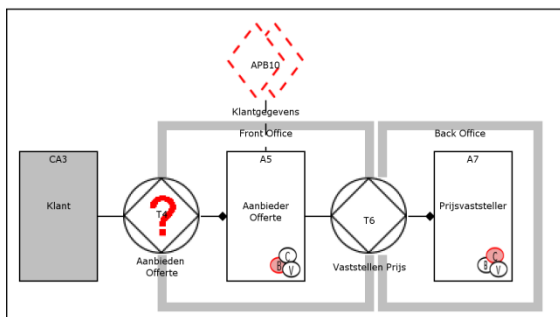 APB10
Klantgegevens
Front Office
Back Office
CA3
Klant
T4
?
Aanbieden
Offerte
A5
Aanbieder
Offerte
B
C
V
T6
Vaststellen Prijs
A7
Prijsvaststeller
B
C
V